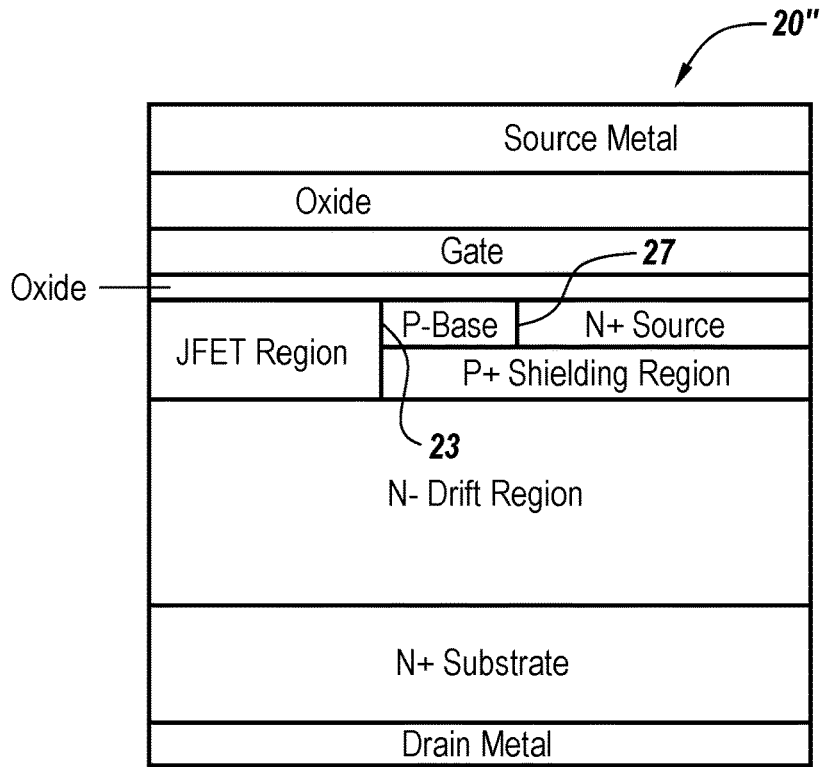 20"
Source Metal
Oxide
Gate
27
Oxide
P-Base
N+ Source
JFET Region
P+ Shielding Region
23
N- Drift Region
N+ Substrate
Drain Metal